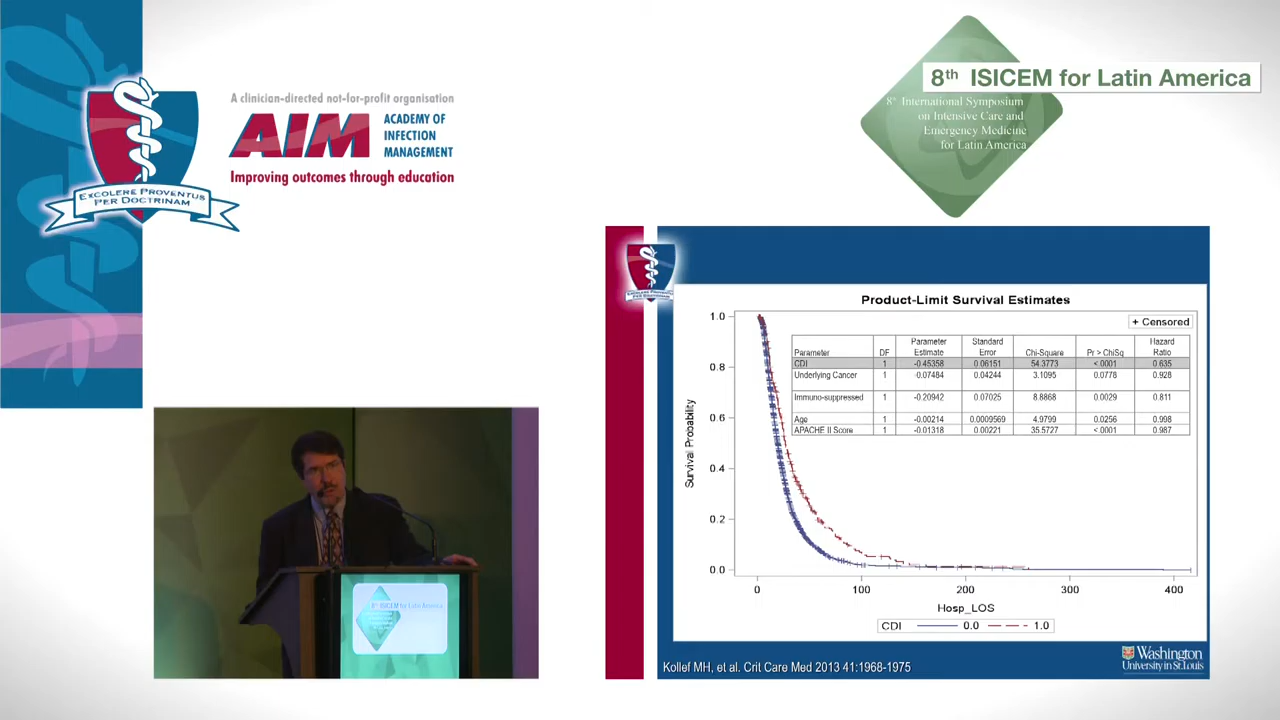 A clinician-directed not-for-profit organisation
AIM
ACADEMY OF
INFECTION
MANAGEMENT
Improving outcomes through education
EXCOLERE PROVENTUS
PER DOCTRINAM
8th ISICEM for Latin America
8th International Symposium
on Intensive Care and
Emergency Medicine
for Latin America
Product-Limit Survival Estimates
+ Censored
Parameter DF Parameter Estimate Standard Error Chi-Square Pr > ChiSq Hazard Ratio
CDI 1 -0.45358 0.06151 54.3773 <.0001 0.635
Underlying Cancer 1 -0.07484 0.04244 3.1095 0.0778 0.928
Immuno-suppressed 1 -0.20942 0.07025 8.8868 0.0029 0.811
Age 1 -0.00214 0.0009569 4.9799 0.0256 0.998
APACHE II Score 1 -0.01318 0.00221 35.5727 <.0001 0.987
Survival Probability
1.0
0.8
0.6
0.4
0.2
0.0
0 100 200 300 400
Hosp_LOS
CDI 0.0 1.0
Kollef MH, et al. Crit Care Med 2013 41:1968-1975
Washington
University in St. Louis
8th ISICEM for Latin America